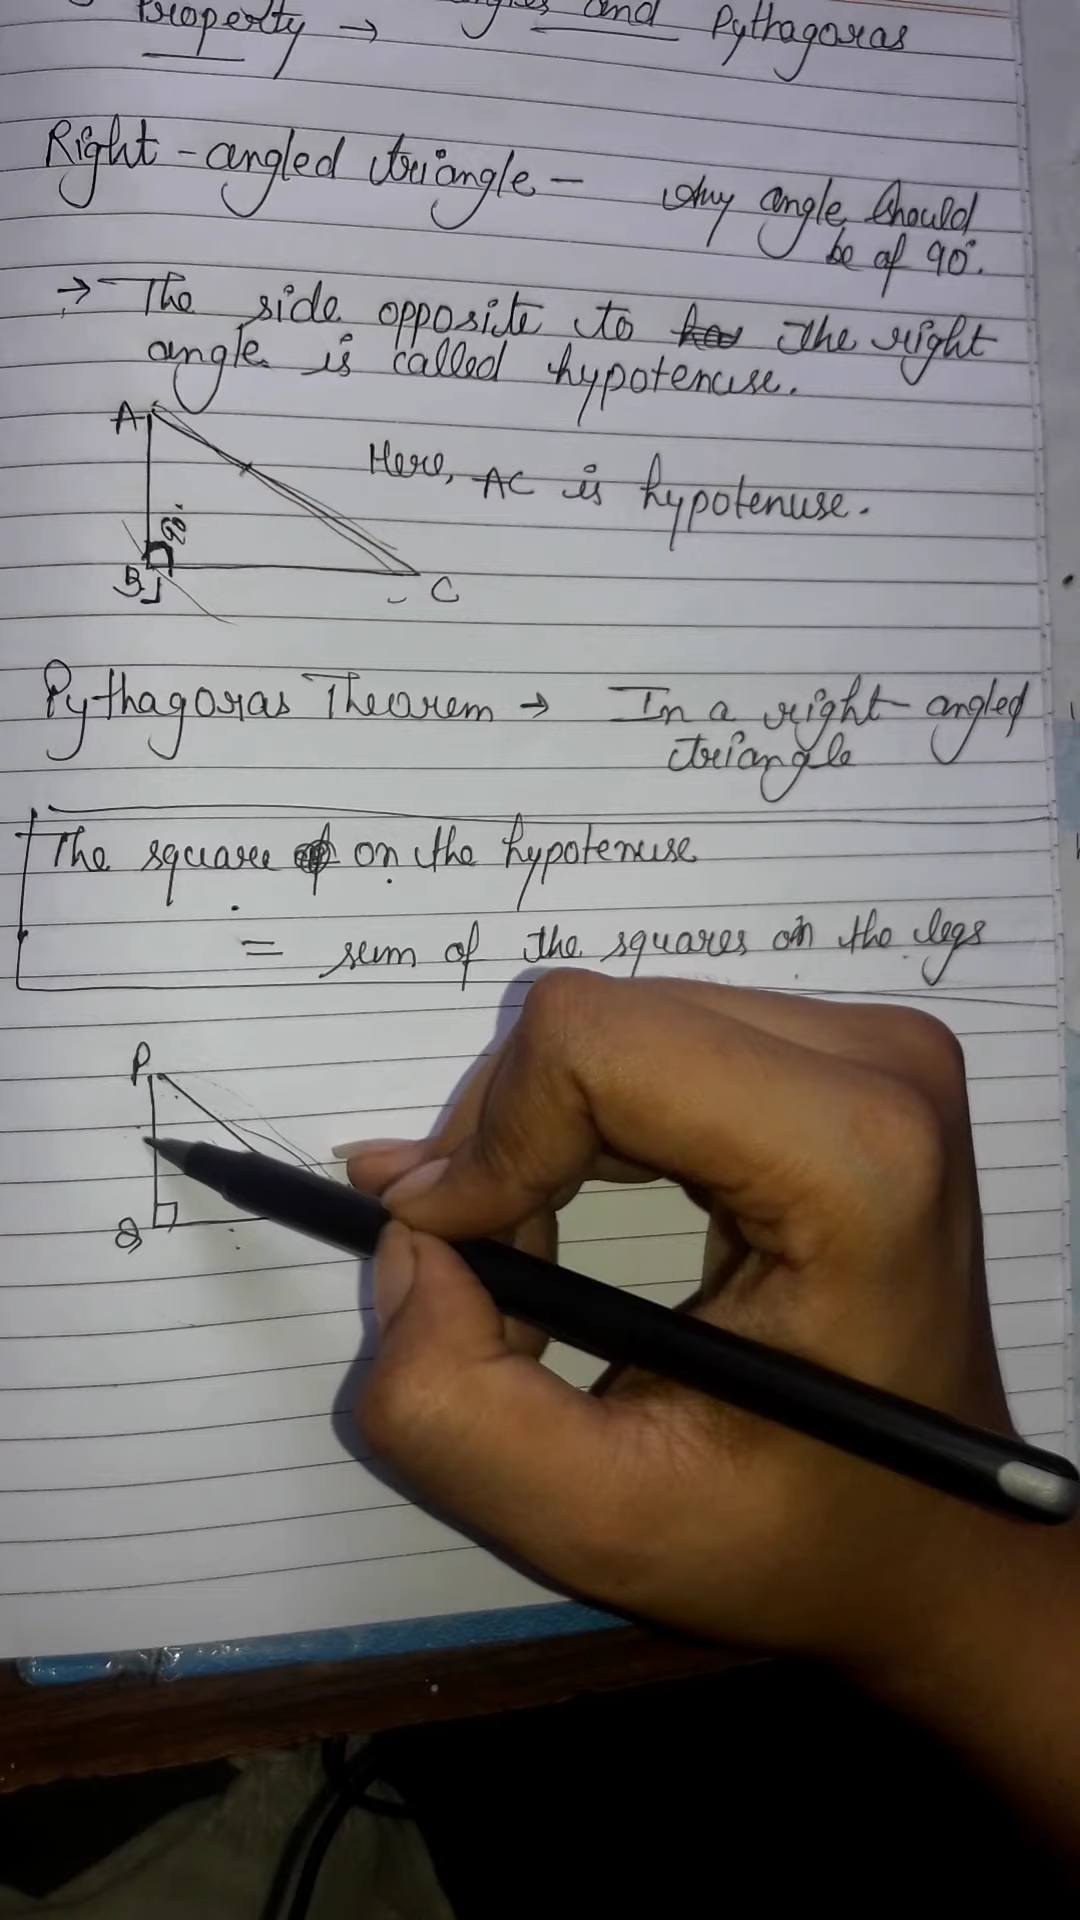 Property → and Pythagoras
Right-angled triangle - Any angle should
be of 90°.
→ The side opposite to the right
angle is called hypotenuse.
A
Here, AC is hypotenuse.
90°
B
C
Pythagoras Thearem → In a right-angled
triangle
The square on the hypotenuse
= sum of the squares on the legs
P
Q